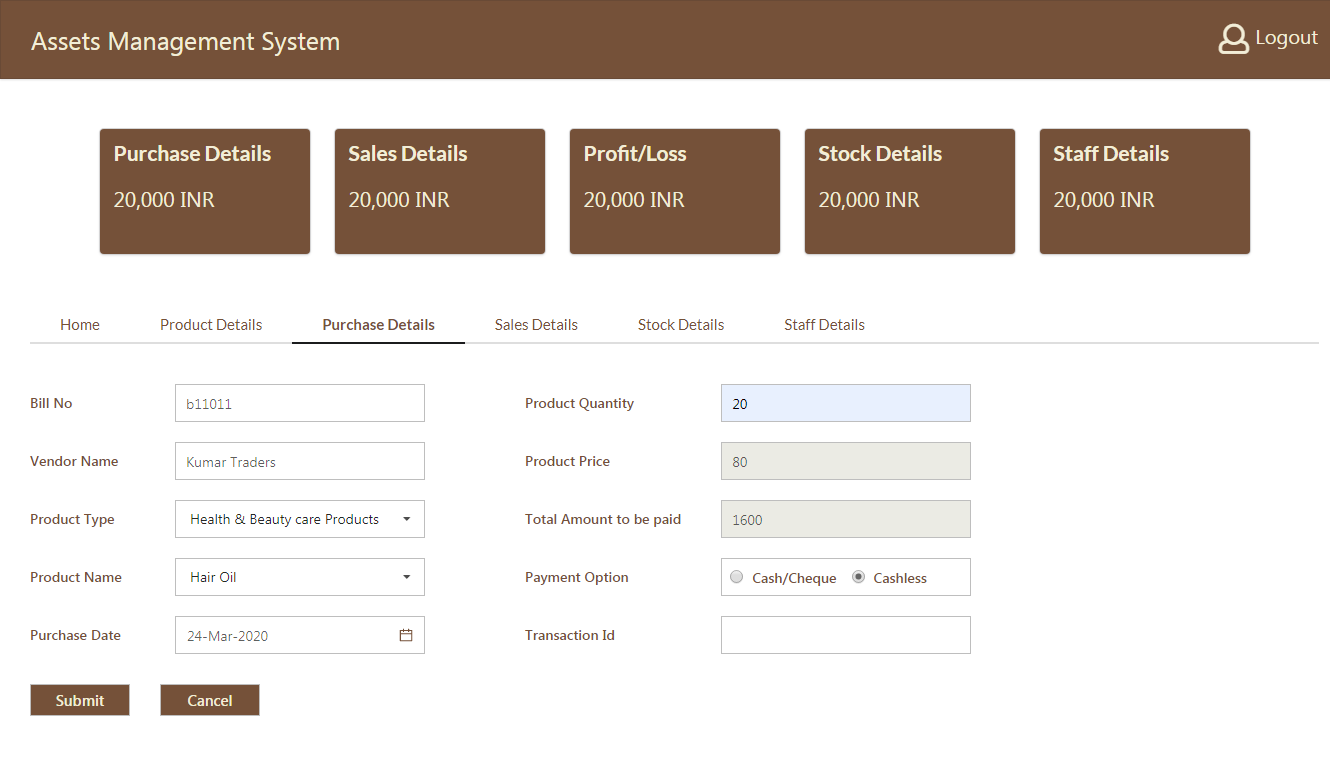 Assets Management System
Logout
Purchase Details
20,000 INR
Sales Details
20,000 INR
Profit/Loss
20,000 INR
Stock Details
20,000 INR
Staff Details
20,000 INR
Home
Product Details
Purchase Details
Sales Details
Stock Details
Staff Details
Bill No
b11011
Vendor Name
Kumar Traders
Product Type
Health & Beauty care Products
Product Name
Hair Oil
Purchase Date
24-Mar-2020
Product Quantity
20
Product Price
80
Total Amount to be paid
1600
Payment Option
Cash/Cheque
Cashless
Transaction Id
Submit
Cancel